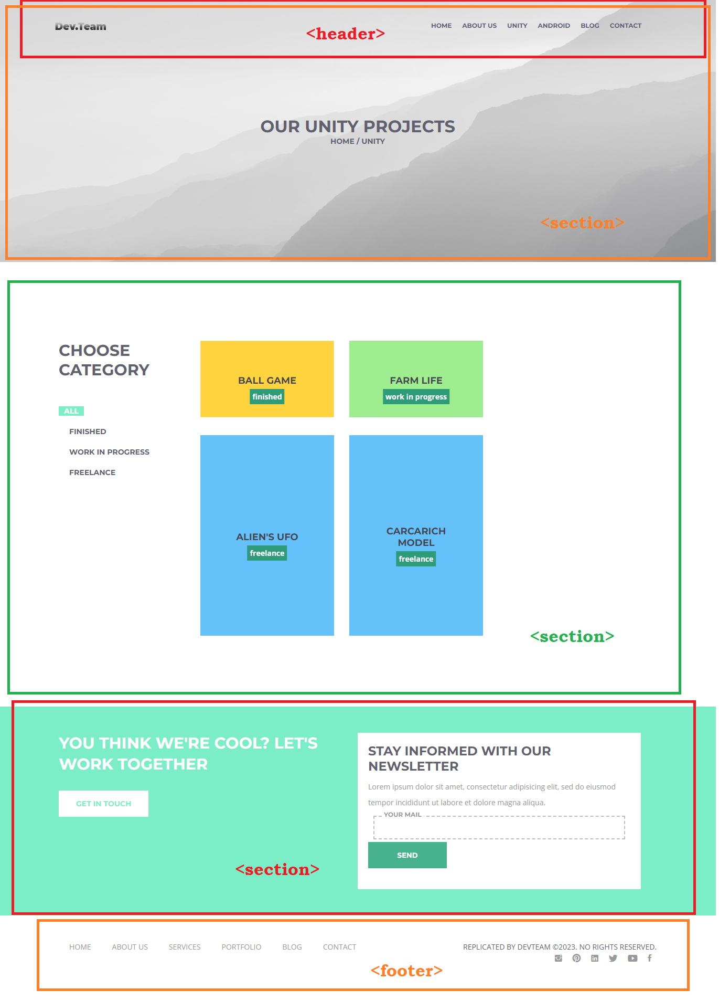 Dev.Team
<header>
HOME ABOUT US UNITY ANDROID BLOG CONTACT
OUR UNITY PROJECTS
HOME / UNITY
<section>
CHOOSE
CATEGORY
ALL
FINISHED
WORK IN PROGRESS
FREELANCE
BALL GAME
finished
FARM LIFE
work in progress
ALIEN'S UFO
freelance
CARCARICH
MODEL
freelance
<section>
YOU THINK WE'RE COOL? LET'S
WORK TOGETHER
GET IN TOUCH
<section>
STAY INFORMED WITH OUR
NEWSLETTER
Lorem ipsum dolor sit amet, consectetur adipisicing elit, sed do eiusmod
tempor incididunt ut labore et dolore magna aliqua.
YOUR MAIL
SEND
HOME ABOUT US SERVICES PORTFOLIO BLOG CONTACT
REPLICATED BY DEVTEAM ©2023. NO RIGHTS RESERVED.
<footer>